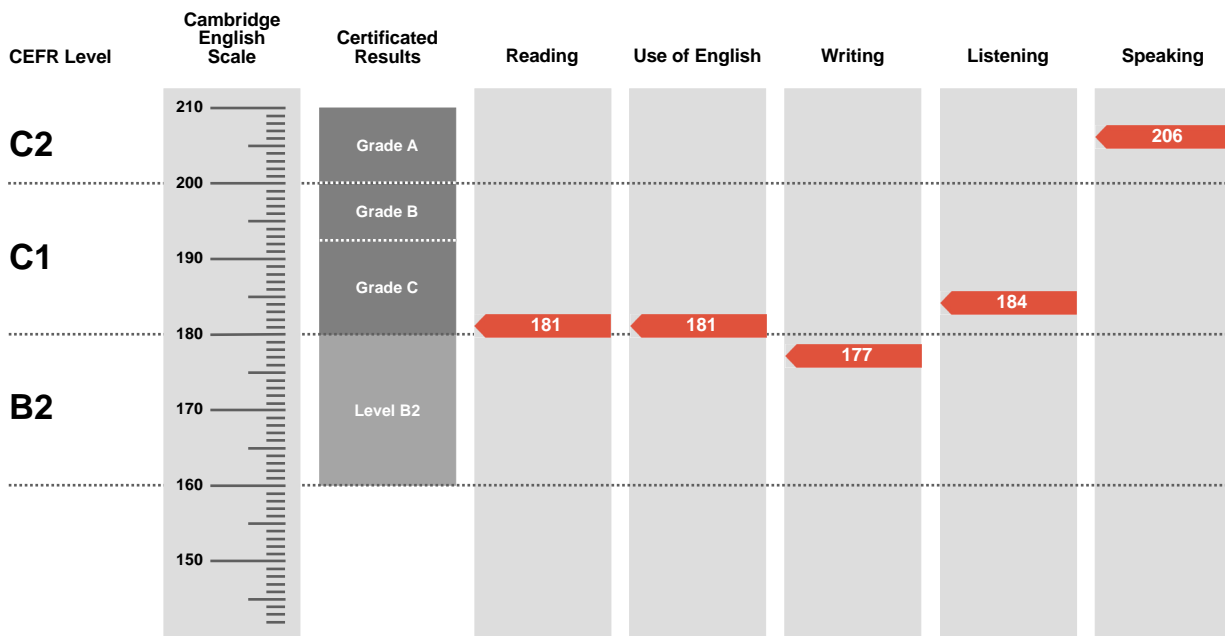 CEFR Level
Cambridge
English
Scale
Certificated
Results
Reading
Use of English
Writing
Listening
Speaking
210
C2
Grade A
206
200
Grade B
C1
190
Grade C
184
181
181
180
177
B2
170
Level B2
160
150